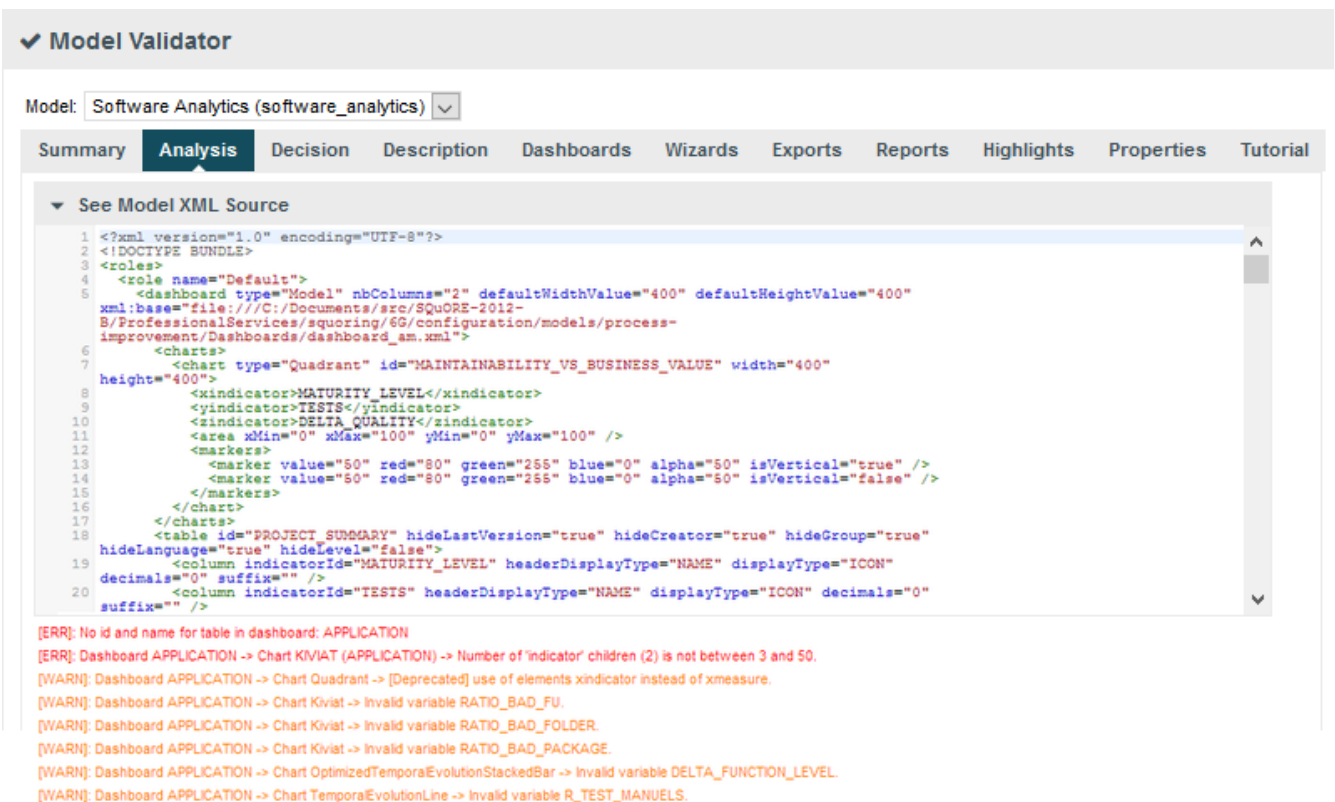 Model Validator
Model: Software Analytics (software_analytics)
Summary Analysis Decision Description Dashboards Wizards Exports Reports Highlights Properties Tutorial
See Model XML Source
1 <?xml version="1.0" encoding="UTF-8"?>
2 <!DOCTYPE BUNDLE>
3 <roles>
4 <role name="Default">
5 <dashboard type="Model" nbColumns="2" defaultWidthValue="400" defaultHeightValue="400"
xml:base="file:///C:/Documents/src/SQuORE-2012-
B/ProfessionalServices/squoring/6G/configuration/models/process-
improvement/Dashboards/dashboard_am.xml">
6 <charts>
7 <chart type="Quadrant" id="MAINTAINABILITY_VS_BUSINESS_VALUE" width="400"
height="400">
8 <xindicator>MATURITY_LEVEL</xindicator>
9 <yindicator>TESTS</yindicator>
10 <zindicator>DELTA_QUALITY</zindicator>
11 <area xMin="0" xMax="100" yMin="0" yMax="100" />
12 <markers>
13 <marker value="50" red="80" green="255" blue="0" alpha="50" isVertical="true" />
14 <marker value="50" red="80" green="255" blue="0" alpha="50" isVertical="false" />
15 </markers>
16 </chart>
17 </charts>
18 <table id="PROJECT_SUMMARY" hideLastVersion="true" hideCreator="true" hideGroup="true"
hideLanguage="true" hideLevel="false">
19 <column indicatorId="MATURITY_LEVEL" headerDisplayType="NAME" displayType="ICON"
decimals="0" suffix="" />
20 <column indicatorId="TESTS" headerDisplayType="NAME" displayType="ICON" decimals="0"
suffix="" />
[ERR]: No id and name for table in dashboard: APPLICATION
[ERR]: Dashboard APPLICATION -> Chart KIVIAT (APPLICATION) -> Number of 'indicator' children (2) is not between 3 and 50.
[WARN]: Dashboard APPLICATION -> Chart Quadrant -> [Deprecated] use of elements xindicator instead of xmeasure.
[WARN]: Dashboard APPLICATION -> Chart Kiviat -> Invalid variable RATIO_BAD_FU.
[WARN]: Dashboard APPLICATION -> Chart Kiviat -> Invalid variable RATIO_BAD_FOLDER.
[WARN]: Dashboard APPLICATION -> Chart Kiviat -> Invalid variable RATIO_BAD_PACKAGE.
[WARN]: Dashboard APPLICATION -> Chart OptimizedTemporalEvolutionStackedBar -> Invalid variable DELTA_FUNCTION_LEVEL.
[WARN]: Dashboard APPLICATION -> Chart TemporalEvolutionLine -> Invalid variable R_TEST_MANUELS.